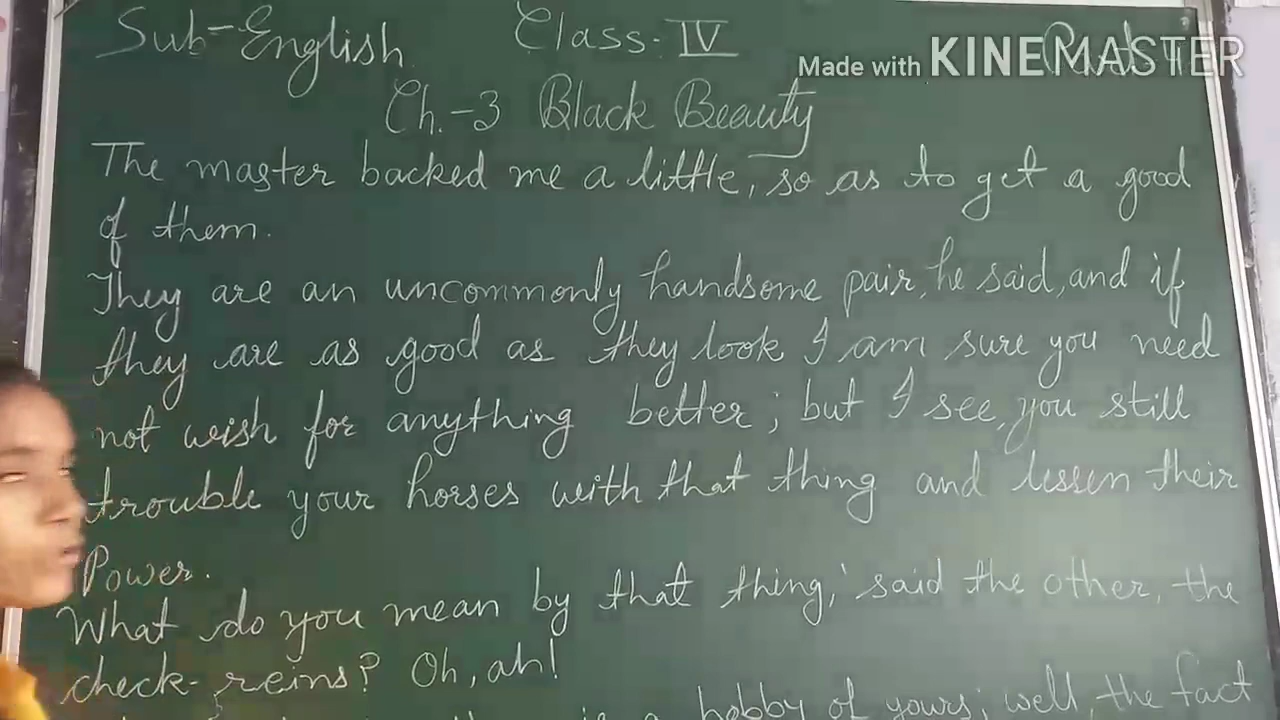 Sub-English Class-IV Part 4
Made with KINEMASTER
Ch.-3 Black Beauty
The master backed me a little, so as to get a good
of them.
They are an uncommonly handsome pair, he said, and if
they are as good as they look I am sure you need
not wish for anything better; but I see, you still
trouble your horses with that thing and lessen their
Power.
What do you mean by that thing,' said the other, the
check-reins? Oh, ah!
is a hobby of yours; well, the fact